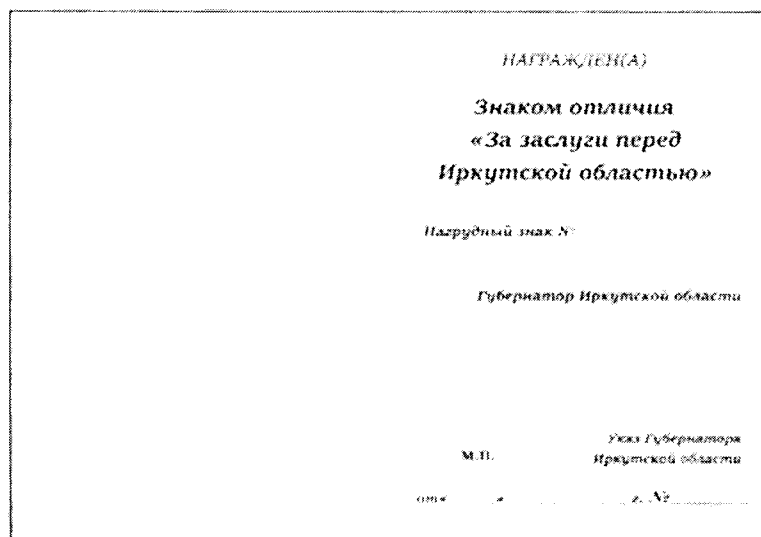 НАГРАЖДЕН(А)
Знаком отличия
«За заслуги перед
Иркутской областью»
Нагрудный знак №
Губернатор Иркутской области
Указ Губернатора
М.П. Иркутской области
от « » г. №